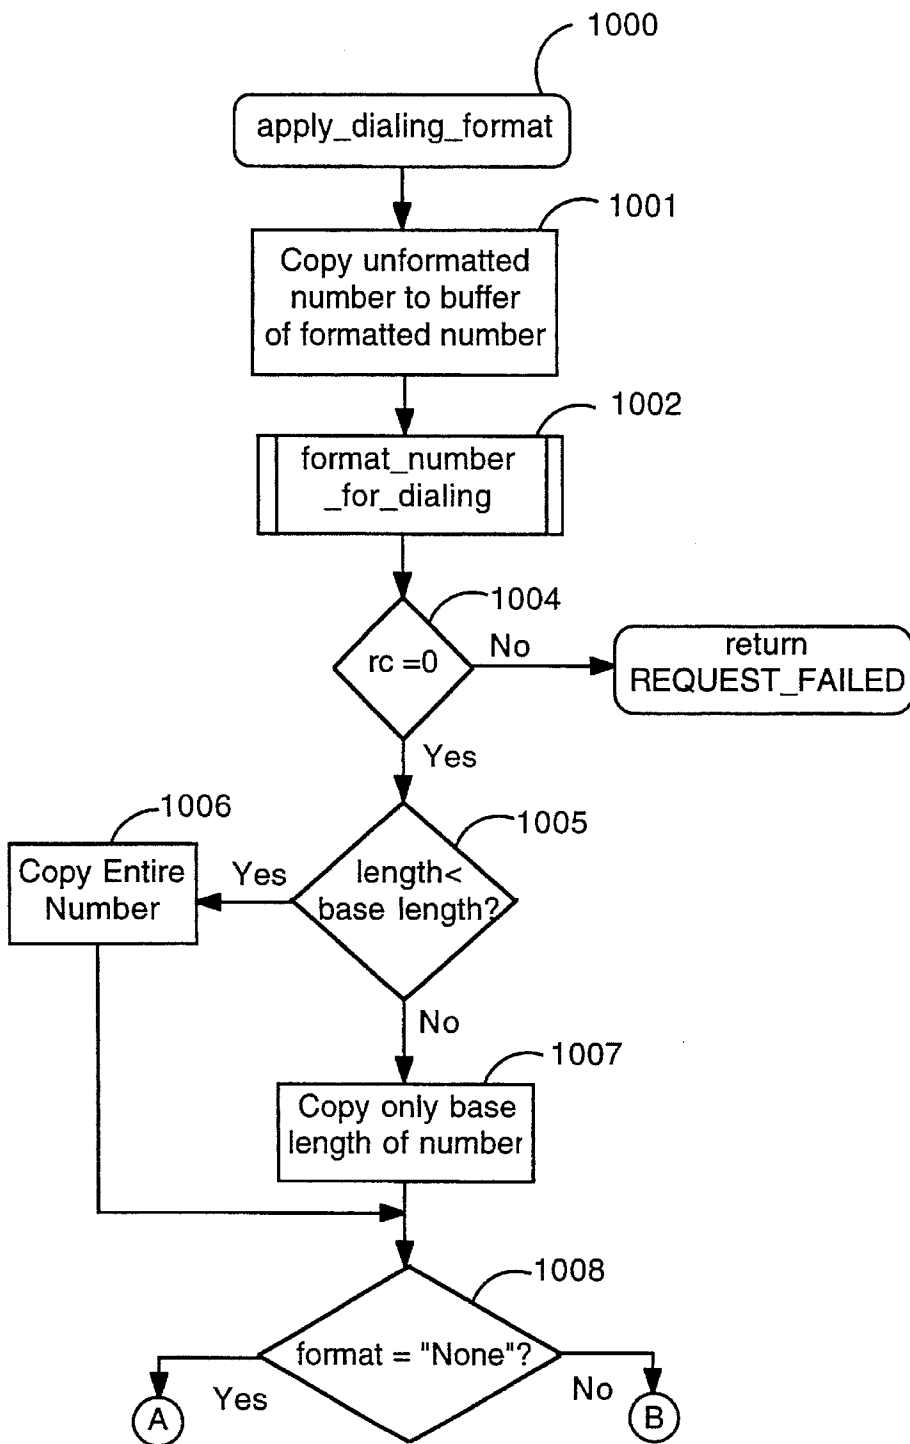 1000
apply_dialing_format
1001
Copy unformatted
number to buffer
of formatted number
1002
format_number
_for_dialing
1004
rc =0
No
return
REQUEST_FAILED
Yes
1006
1005
Copy Entire
Number
Yes
length<
base length?
No
1007
Copy only base
length of number
1008
format = "None"?
Yes
No
A
B